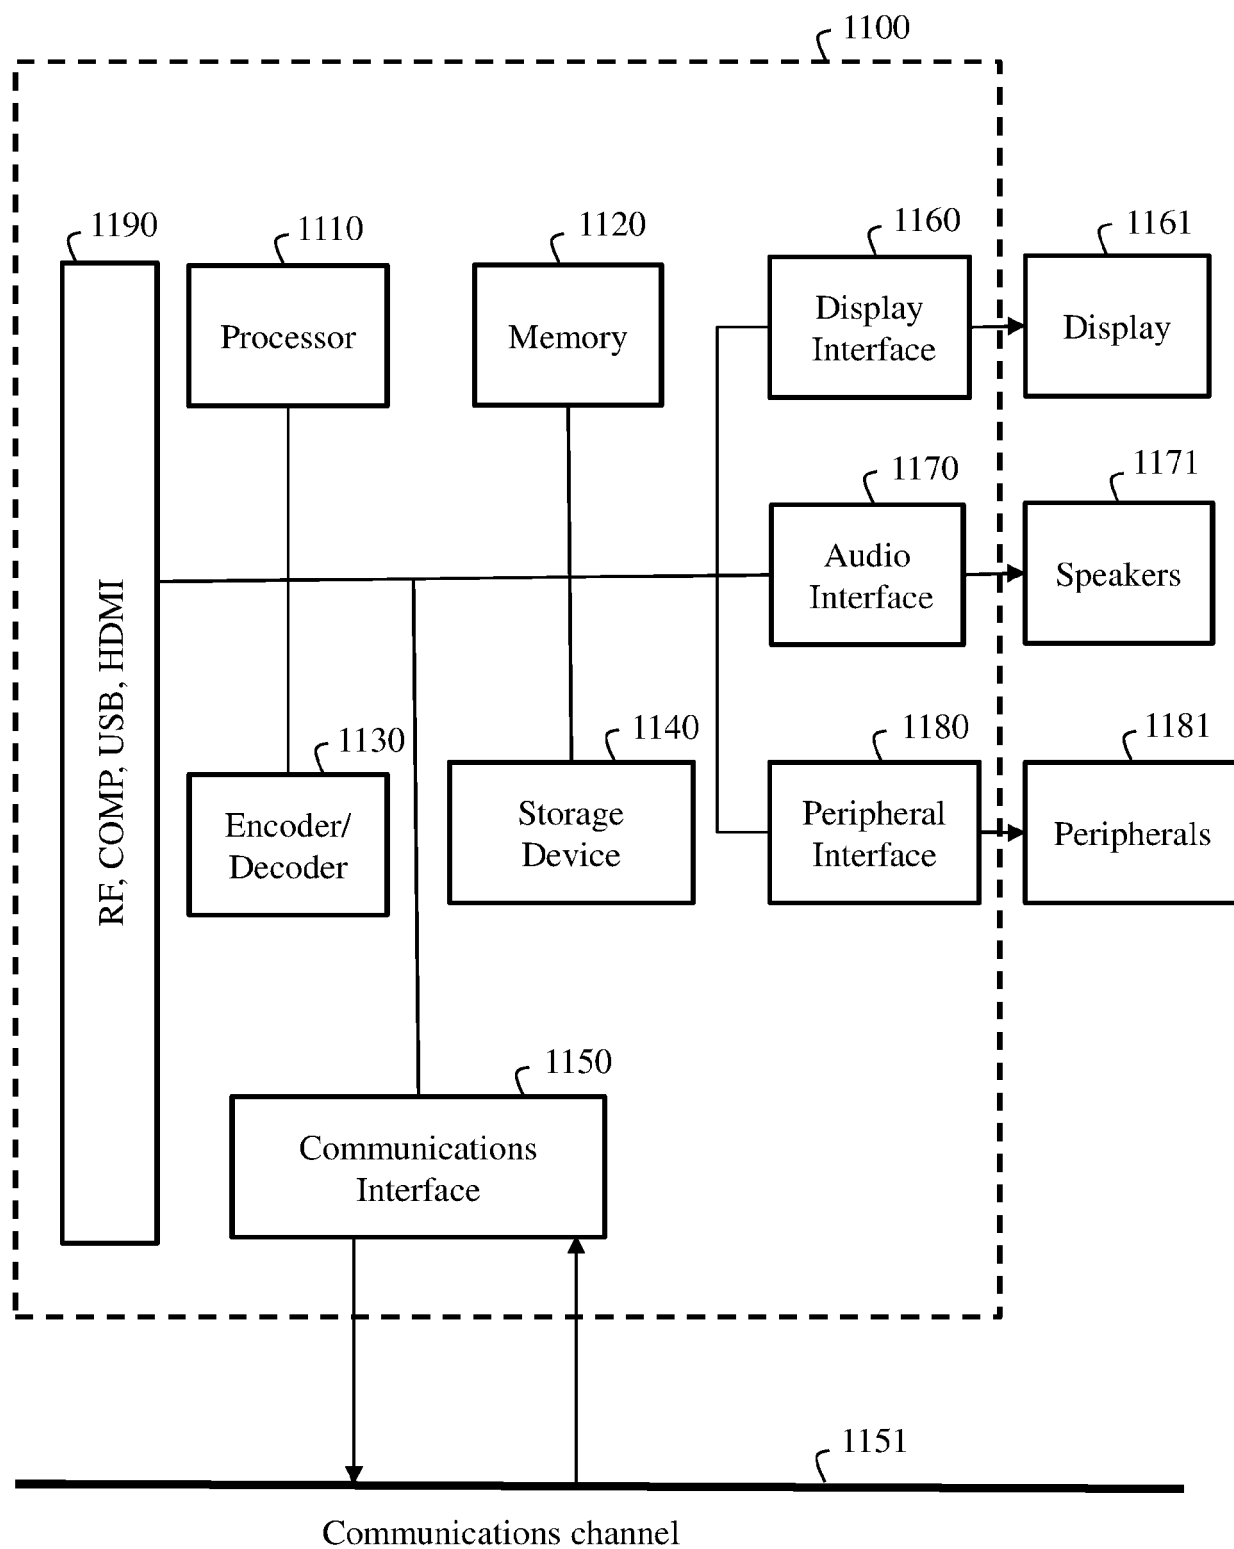 1100
1190
1110
1120
1160
1161
Processor
Memory
Display
Interface
Display
1170
1171
Audio
Interface
Speakers
RF, COMP, USB, HDMI
1130
1140
1180
1181
Encoder/
Decoder
Storage
Device
Peripheral
Interface
Peripherals
1150
Communications
Interface
1151
Communications channel